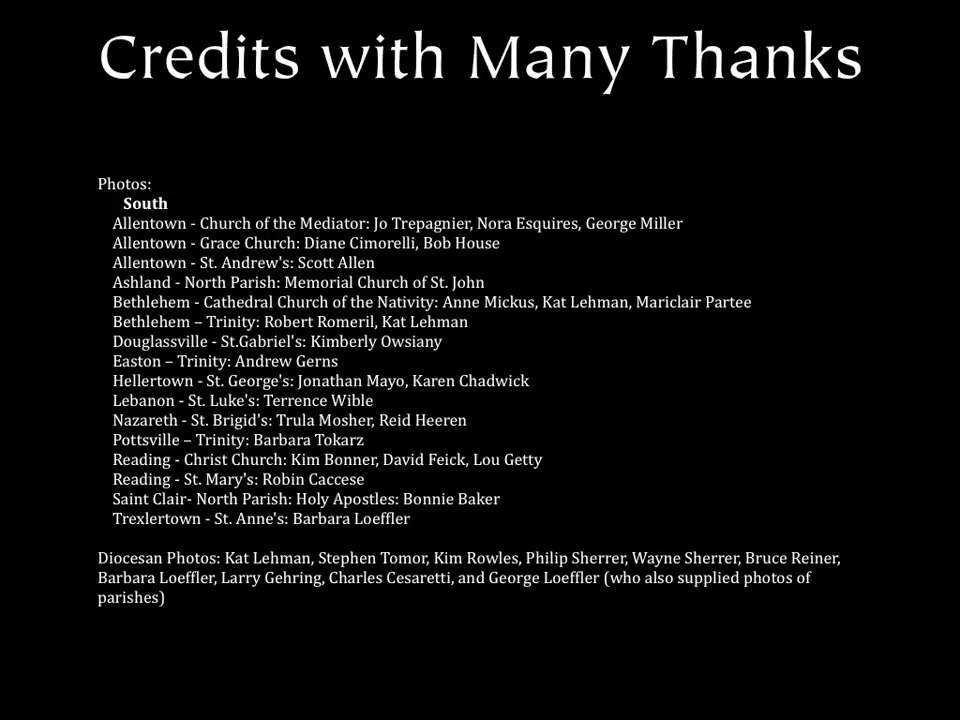 Credits with Many Thanks
Photos:
South
Allentown - Church of the Mediator: Jo Trepagnier, Nora Esquires, George Miller
Allentown - Grace Church: Diane Cimorelli, Bob House
Allentown - St. Andrew's: Scott Allen
Ashland - North Parish: Memorial Church of St. John
Bethlehem - Cathedral Church of the Nativity: Anne Mickus, Kat Lehman, Mariclair Partee
Bethlehem – Trinity: Robert Romeril, Kat Lehman
Douglassville - St.Gabriel's: Kimberly Owsiany
Easton – Trinity: Andrew Gerns
Hellertown - St. George's: Jonathan Mayo, Karen Chadwick
Lebanon - St. Luke's: Terrence Wible
Nazareth - St. Brigid's: Trula Mosher, Reid Heeren
Pottsville – Trinity: Barbara Tokarz
Reading - Christ Church: Kim Bonner, David Feick, Lou Getty
Reading - St. Mary's: Robin Caccese
Saint Clair- North Parish: Holy Apostles: Bonnie Baker
Trexlertown - St. Anne's: Barbara Loeffler
Diocesan Photos: Kat Lehman, Stephen Tomor, Kim Rowles, Philip Sherrer, Wayne Sherrer, Bruce Reiner,
Barbara Loeffler, Larry Gehring, Charles Cesaretti, and George Loeffler (who also supplied photos of
parishes)